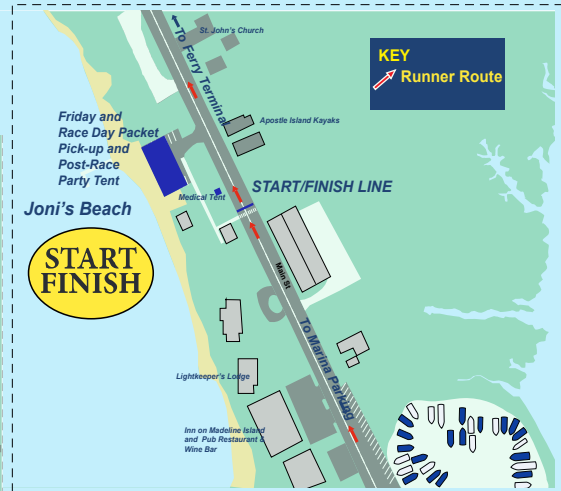 To Ferry Terminal
St. John's Church
KEY
Runner Route
Friday and
Race Day Packet
Pick-up and
Post-Race
Party Tent
Apostle Island Kayaks
Medical Tent
START/FINISH LINE
Joni's Beach
START
FINISH
Main St
To Marina Parking
Lightkeeper's Lodge
Inn on Madeline Island
and Pub Restaurant &
Wine Bar